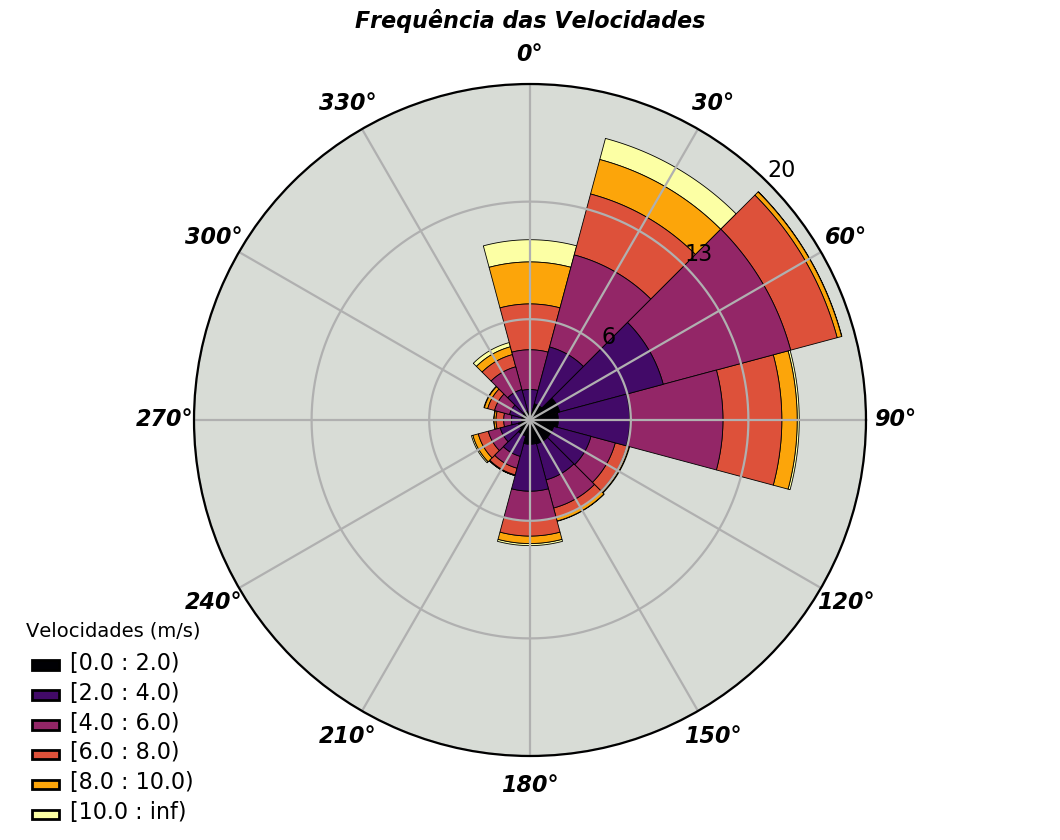 Frequência das Velocidades
0°
330°
30°
20
300°
60°
13
6
270°
90°
240°
120°
210°
150°
180°
Velocidades (m/s)
[0.0 : 2.0)
[2.0 : 4.0)
[4.0 : 6.0)
[6.0 : 8.0)
[8.0 : 10.0)
[10.0 : inf)